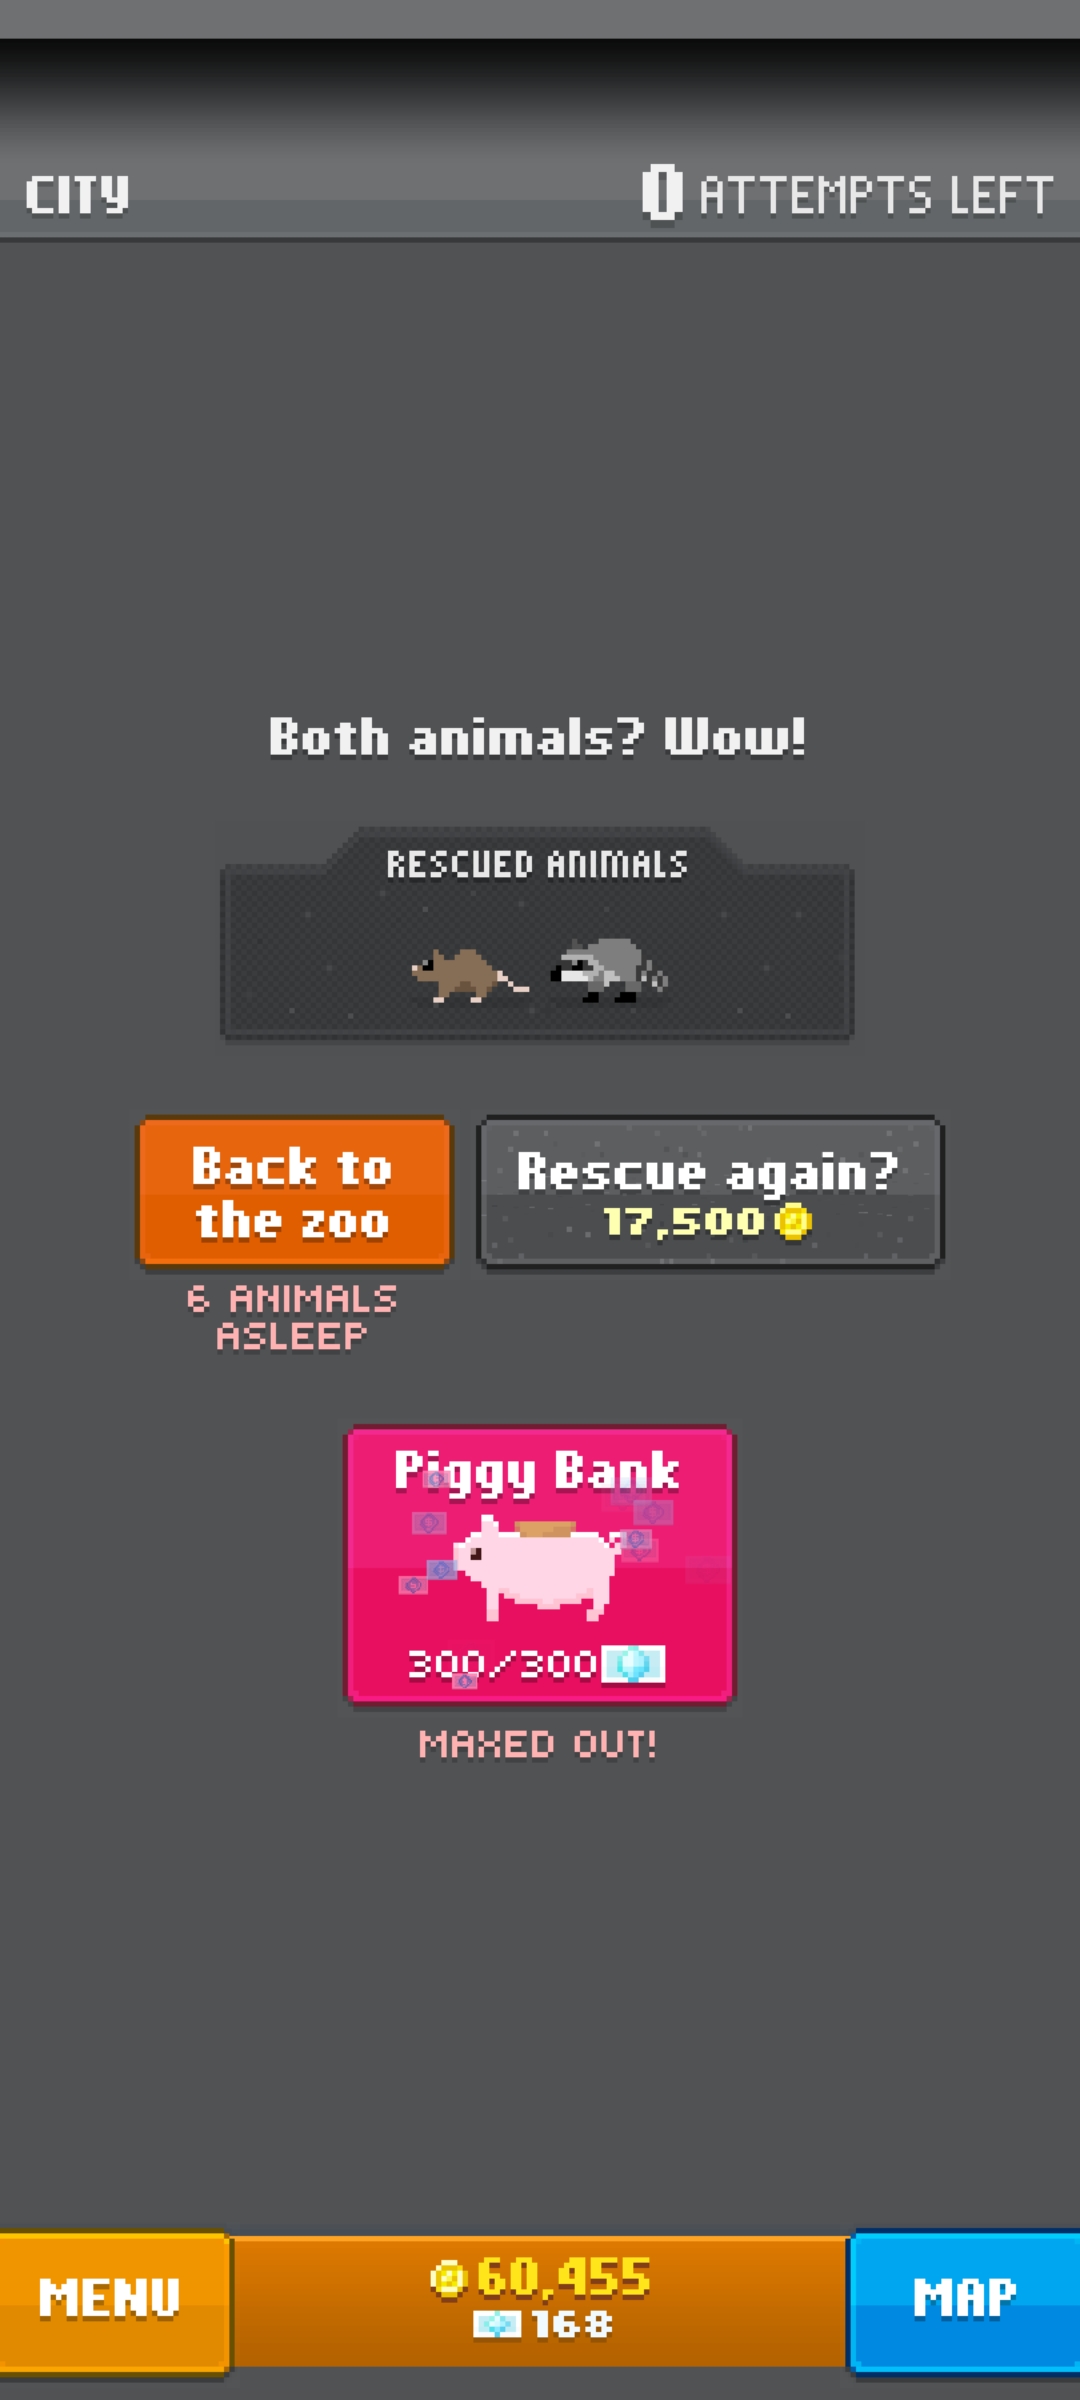 CITY
0 ATTEMPTS LEFT
Both animals? Wow!
RESCUED ANIMALS
Back to
the zoo
Rescue again?
17,500
6 ANIMALS
ASLEEP
Piggy Bank
300/300
MAXED OUT!
MENU
60,455
168
MAP